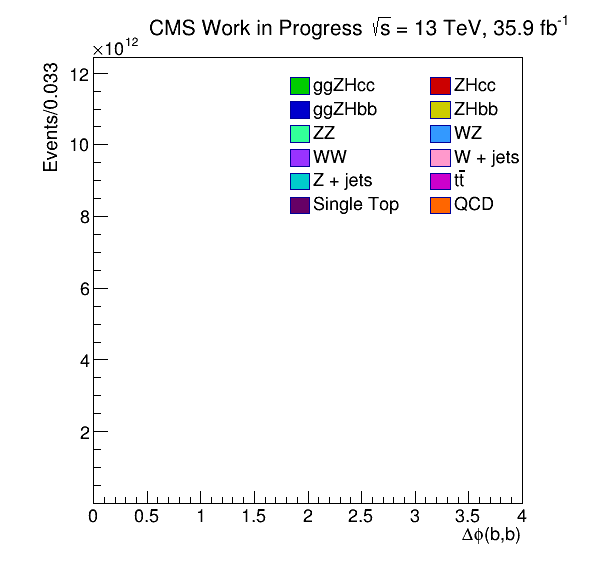 CMS Work in Progress √s = 13 TeV, 35.9 fb⁻¹
×10¹²
Events/0.033
12
10
8
6
4
2
ggZHcc ZHcc
ggZHbb ZHbb
ZZ WZ
WW W + jets
Z + jets tt̄
Single Top QCD
0 0.5 1 1.5 2 2.5 3 3.5 4
Δϕ(b,b)